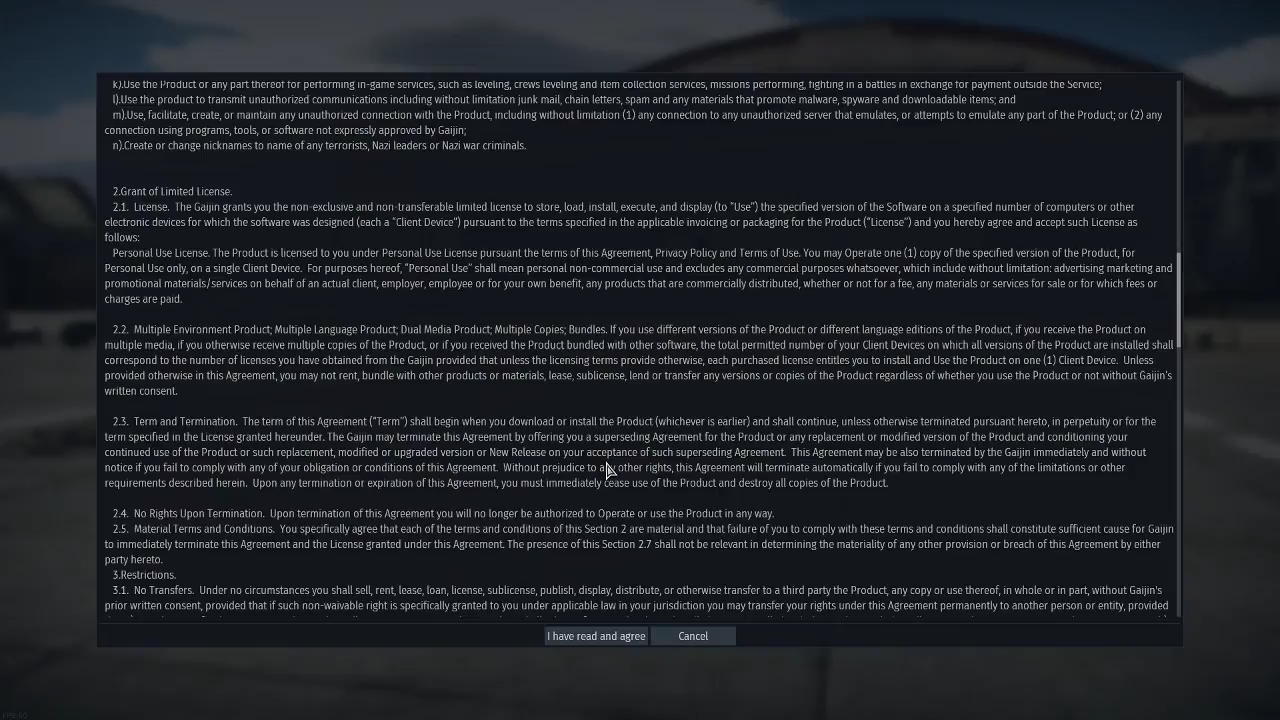 k).Use the Product or any part thereof for performing in-game services, such as leveling, crews leveling and item collection services, missions performing, fighting in a battles in exchange for payment outside the Service;
l).Use the product to transmit unauthorized communications including without limitation junk mail, chain letters, spam and any materials that promote malware, spyware and downloadable items; and
m).Use, facilitate, create, or maintain any unauthorized connection with the Product, including without limitation (1) any connection to any unauthorized server that emulates, or attempts to emulate any part of the Product; or (2) any
connection using programs, tools, or software not expressly approved by Gaijin;
n).Create or change nicknames to name of any terrorists, Nazi leaders or Nazi war criminals.
2.Grant of Limited License.
2.1. License. The Gaijin grants you the non-exclusive and non-transferable limited license to store, load, install, execute, and display (to "Use") the specified version of the Software on a specified number of computers or other
electronic devices for which the software was designed (each a "Client Device") pursuant to the terms specified in the applicable invoicing or packaging for the Product ("License") and you hereby agree and accept such License as
follows:
Personal Use License. The Product is licensed to you under Personal Use License pursuant the terms of this Agreement, Privacy Policy and Terms of Use. You may Operate one (1) copy of the specified version of the Product, for
Personal Use only, on a single Client Device. For purposes hereof, "Personal Use" shall mean personal non-commercial use and excludes any commercial purposes whatsoever, which include without limitation: advertising marketing and
promotional materials/services on behalf of an actual client, employer, employee or for your own benefit, any products that are commercially distributed, whether or not for a fee, any materials or services for sale or for which fees or
charges are paid.
2.2. Multiple Environment Product; Multiple Language Product; Dual Media Product; Multiple Copies; Bundles. If you use different versions of the Product or different language editions of the Product, if you receive the Product on
multiple media, if you otherwise receive multiple copies of the Product, or if you received the Product bundled with other software, the total permitted number of your Client Devices on which all versions of the Product are installed shall
correspond to the number of licenses you have obtained from the Gaijin provided that unless the licensing terms provide otherwise, each purchased license entitles you to install and Use the Product on one (1) Client Device. Unless
provided otherwise in this Agreement, you may not rent, bundle with other products or materials, lease, sublicense, lend or transfer any versions or copies of the Product regardless of whether you use the Product or not without Gaijin's
written consent.
2.3. Term and Termination. The term of this Agreement ("Term") shall begin when you download or install the Product (whichever is earlier) and shall continue, unless otherwise terminated pursuant hereto, in perpetuity or for the
term specified in the License granted hereunder. The Gaijin may terminate this Agreement by offering you a superseding Agreement for the Product or any replacement or modified version of the Product and conditioning your
continued use of the Product or such replacement, modified or upgraded version or New Release on your acceptance of such superseding Agreement. This Agreement may be also terminated by the Gaijin immediately and without
notice if you fail to comply with any of your obligation or conditions of this Agreement. Without prejudice to any other rights, this Agreement will terminate automatically if you fail to comply with any of the limitations or other
requirements described herein. Upon any termination or expiration of this Agreement, you must immediately cease use of the Product and destroy all copies of the Product.
2.4. No Rights Upon Termination. Upon termination of this Agreement you will no longer be authorized to Operate or use the Product in any way.
2.5. Material Terms and Conditions. You specifically agree that each of the terms and conditions of this Section 2 are material and that failure of you to comply with these terms and conditions shall constitute sufficient cause for Gaijin
to immediately terminate this Agreement and the License granted under this Agreement. The presence of this Section 2.7 shall not be relevant in determining the materiality of any other provision or breach of this Agreement by either
party hereto.
3.Restrictions.
3.1. No Transfers. Under no circumstances you shall sell, rent, lease, loan, license, sublicense, publish, display, distribute, or otherwise transfer to a third party the Product, any copy or use thereof, in whole or in part, without Gaijin's
prior written consent, provided that if such non-waivable right is specifically granted to you under applicable law in your jurisdiction you may transfer your rights under this Agreement permanently to another person or entity, provided
I have read and agree
Cancel